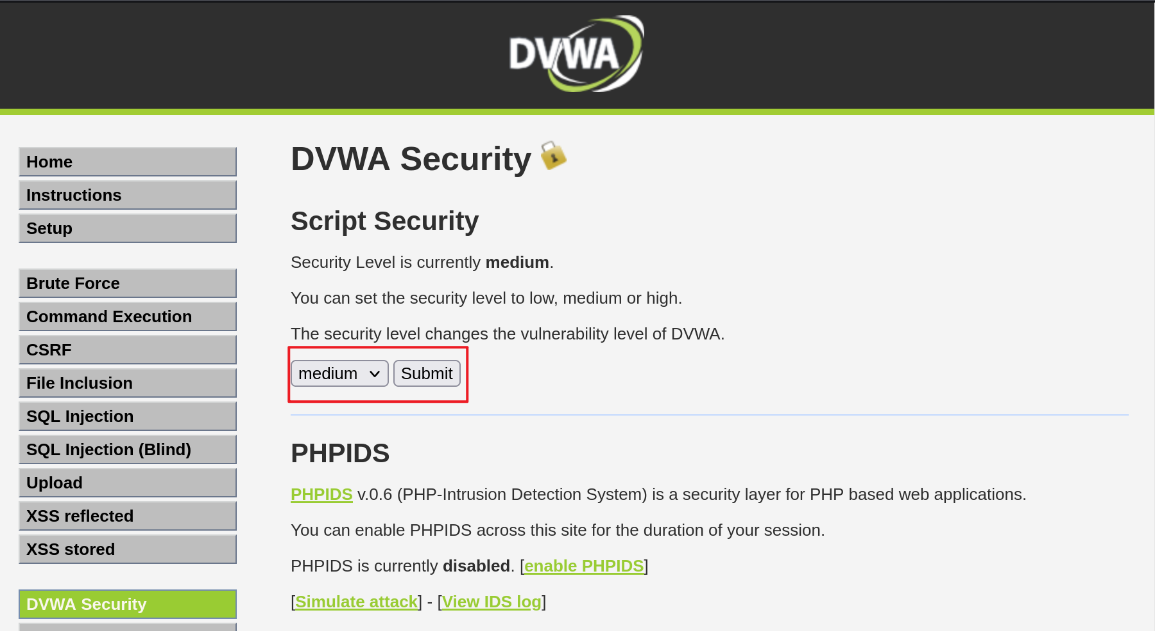 DVWA
Home
Instructions
Setup
Brute Force
Command Execution
CSRF
File Inclusion
SQL Injection
SQL Injection (Blind)
Upload
XSS reflected
XSS stored
DVWA Security
DVWA Security
Script Security
Security Level is currently medium.
You can set the security level to low, medium or high.
The security level changes the vulnerability level of DVWA.
medium Submit
PHPIDS
PHPIDS v.0.6 (PHP-Intrusion Detection System) is a security layer for PHP based web applications.
You can enable PHPIDS across this site for the duration of your session.
PHPIDS is currently disabled. [enable PHPIDS]
[Simulate attack] - [View IDS log]